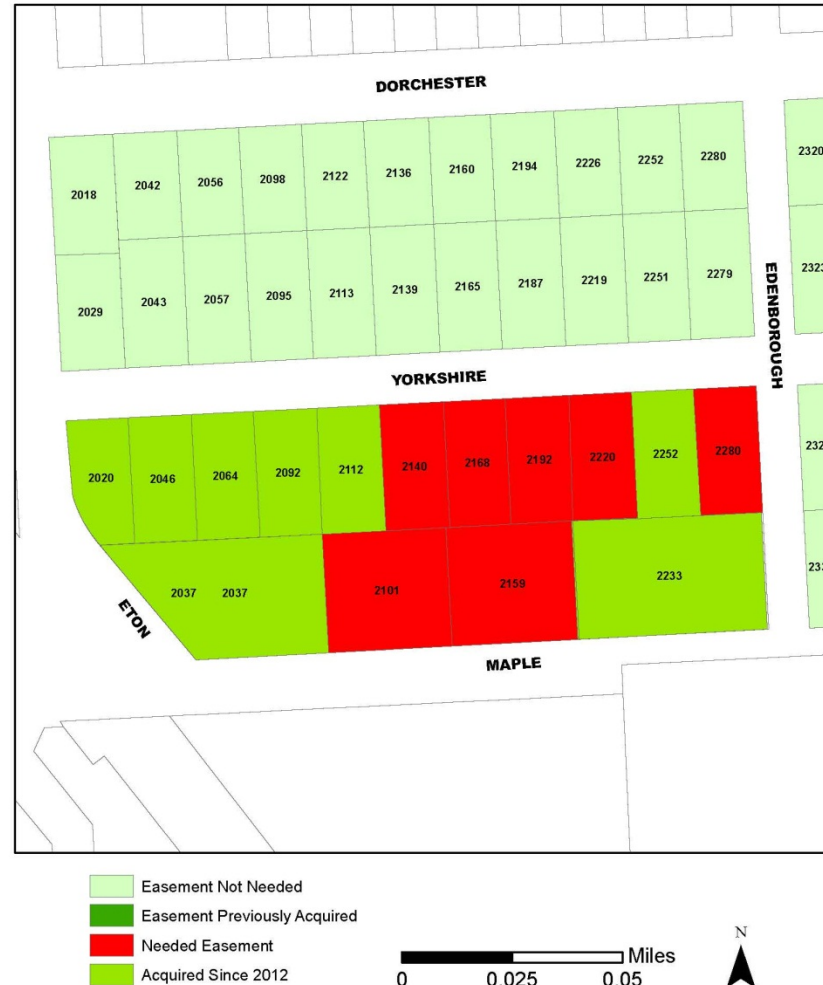 DORCHESTER
2018 2042 2056 2098 2122 2136 2160 2194 2226 2252 2280 2320
2029 2043 2057 2095 2113 2139 2165 2187 2219 2251 2279 2323
EDENBOROUGH
YORKSHIRE
2020 2046 2064 2092 2112 2140 2168 2192 2220 2252 2280
2037 2037 2101 2159 2233
ETON
MAPLE
Easement Not Needed
Easement Previously Acquired
Needed Easement
Acquired Since 2012
Miles
0 0.025 0.05
N